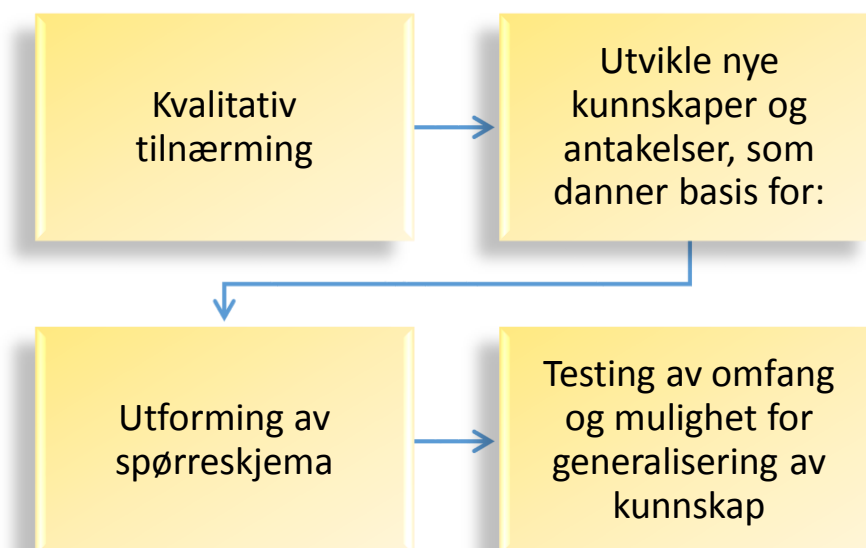 Kvalitativ
tilnærming
Utvikle nye
kunnskaper og
antakelser, som
danner basis for:
Utforming av
spørreskjema
Testing av omfang
og mulighet for
generalisering av
kunnskap